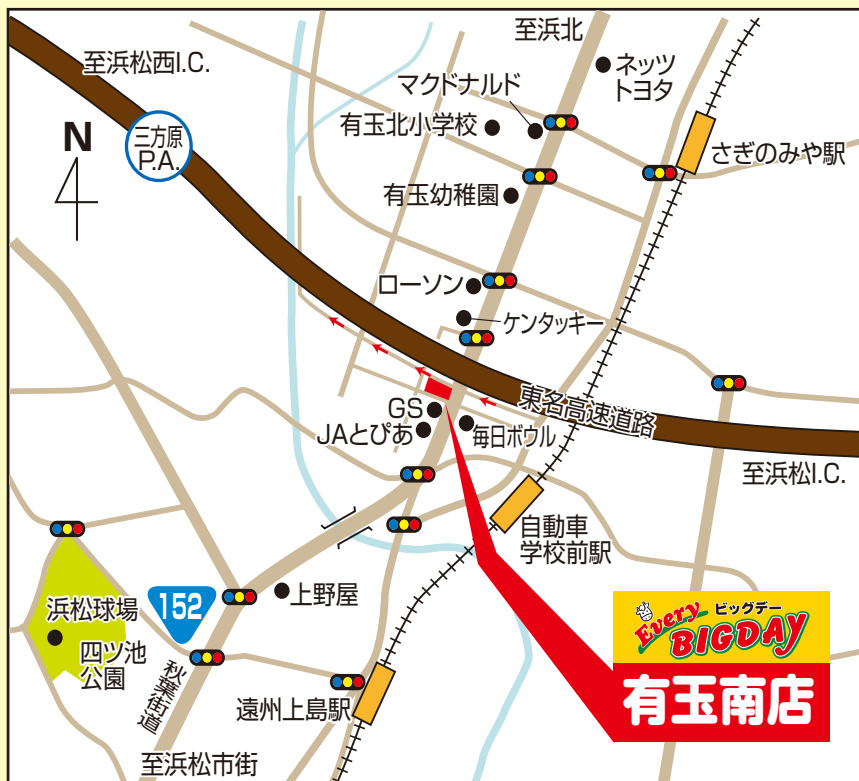 至浜北
至浜松西I.C.
ネッツ
トヨタ
マクドナルド
三方原
P.A.
N
有玉北小学校
さぎのみや駅
有玉幼稚園
ローソン
ケンタッキー
東名高速道路
GS
JAとぴあ
毎日ボウル
至浜松I.C.
自動車
学校前駅
152
上野屋
浜松球場
四ツ池
公園
秋葉街道
遠州上島駅
至浜松市街
Every
ビッグデー
BIGDAY
有玉南店